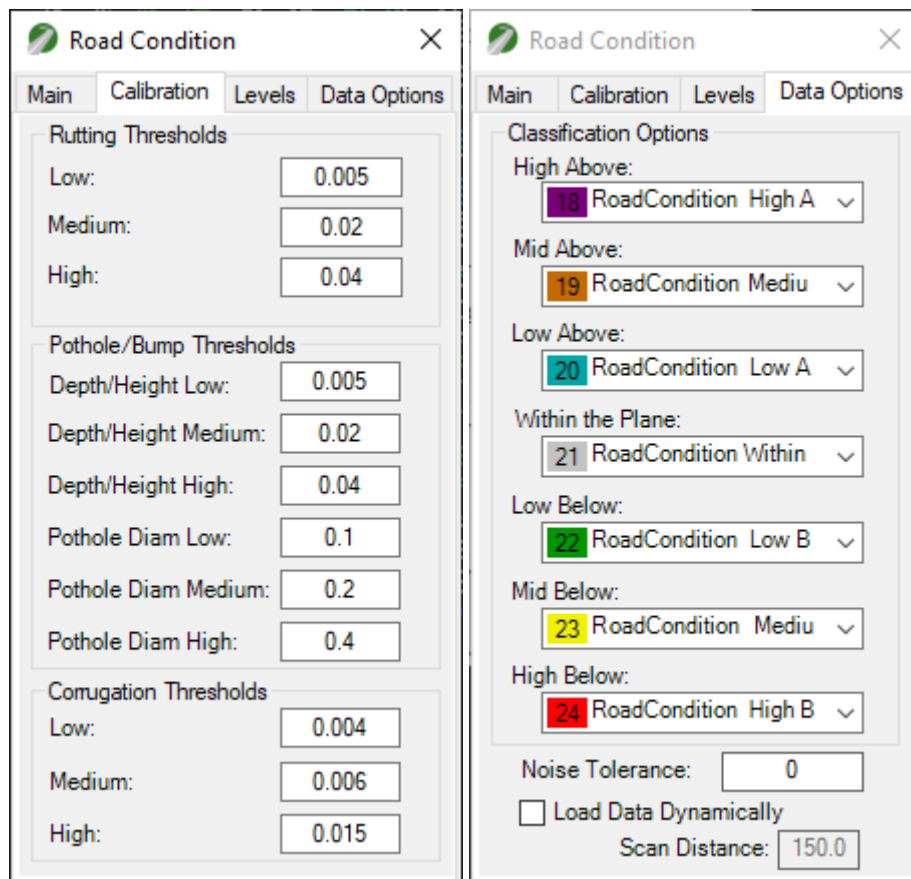 Road Condition
Main Calibration Levels Data Options
Rutting Thresholds
Low: 0.005
Medium: 0.02
High: 0.04
Pothole/Bump Thresholds
Depth/Height Low: 0.005
Depth/Height Medium: 0.02
Depth/Height High: 0.04
Pothole Diam Low: 0.1
Pothole Diam Medium: 0.2
Pothole Diam High: 0.4
Corrugation Thresholds
Low: 0.004
Medium: 0.006
High: 0.015
Road Condition
Main Calibration Levels Data Options
Classification Options
High Above:
18 RoadCondition High A
Mid Above:
19 RoadCondition Mediu
Low Above:
20 RoadCondition Low A
Within the Plane:
21 RoadCondition Within
Low Below:
22 RoadCondition Low B
Mid Below:
23 RoadCondition Mediu
High Below:
24 RoadCondition High B
Noise Tolerance: 0
Load Data Dynamically
Scan Distance: 150.0